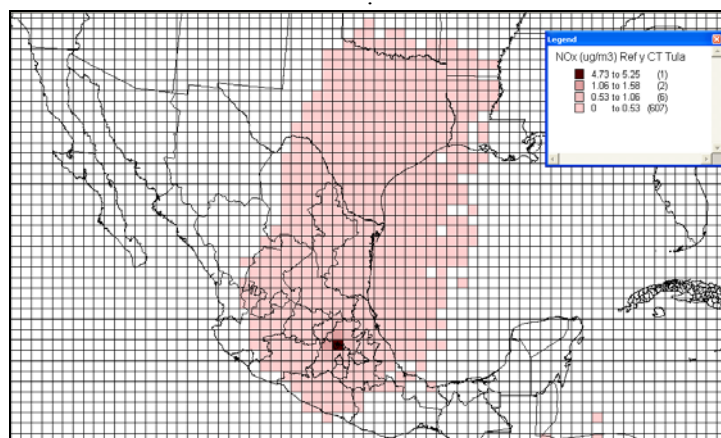 Legend
NOx (ug/m3) Ref y CT Tula
4.73 to 5.25 (1)
1.06 to 1.58 (2)
0.53 to 1.06 (6)
0 to 0.53 (607)